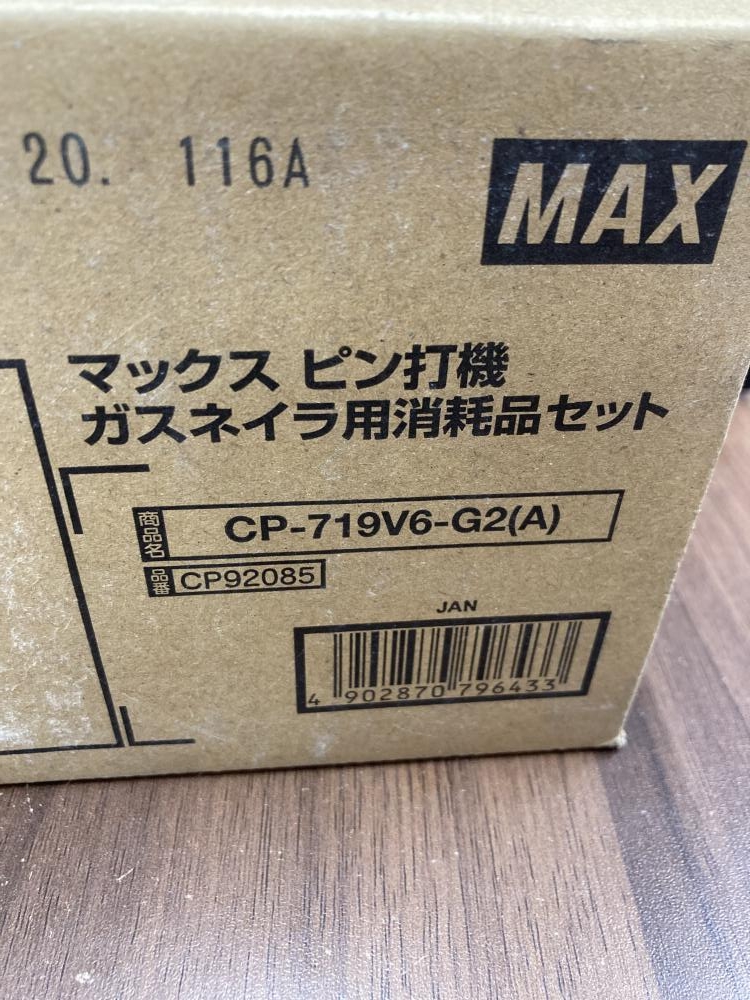 20. 116A
MAX
マックス ピン打機
ガスネイラ用消耗品セット
商品名 CP-719V6-G2(A)
品番 CP92085
JAN
4 902870 796433